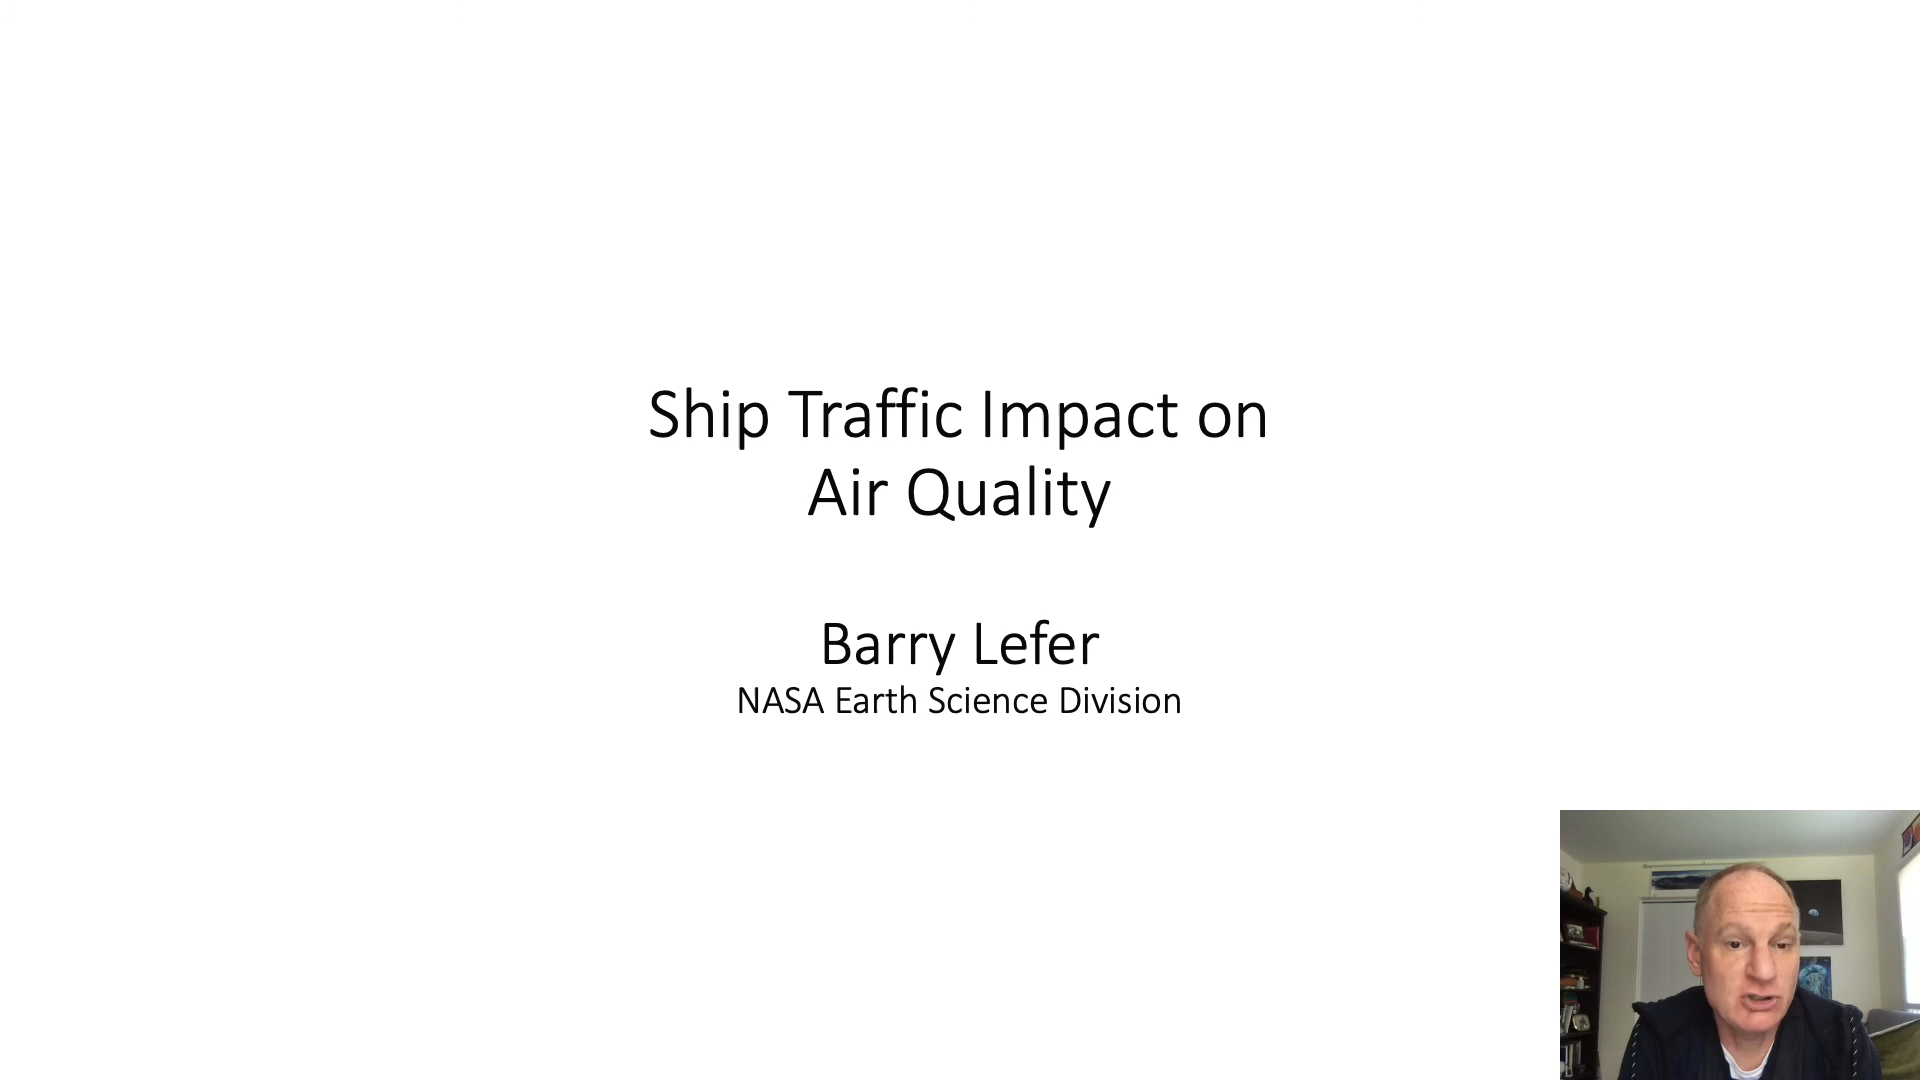 Ship Traffic Impact on
Air Quality
Barry Lefer
NASA Earth Science Division